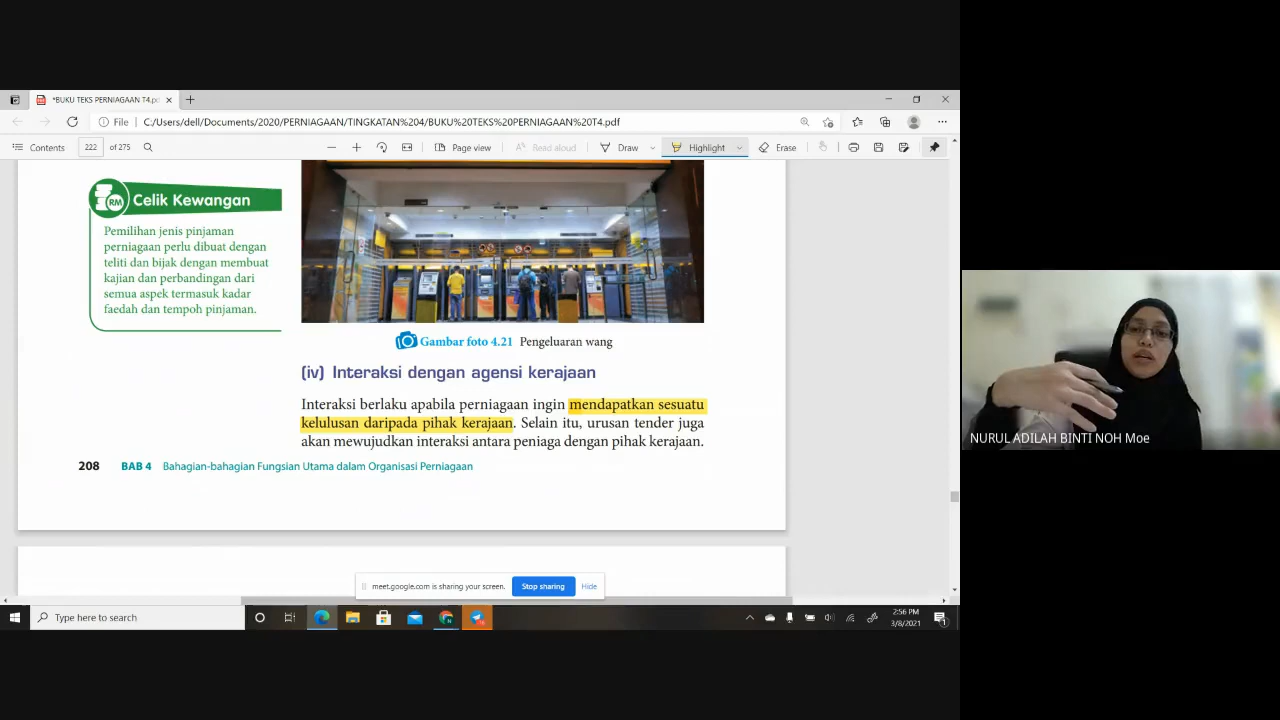 *BUKU TEKS PERNIAGAAN T4.pd
File
C:/Users/dell/Documents/2020/PERNIAGAAN/TINGKATAN%204/BUKU%20TEKS%20PERNIAGAAN%20T4.pdf
Contents
222 of 275
Page view
Read aloud
Draw
Highlight
Erase
RM Celik Kewangan
Pemilihan jenis pinjaman
perniagaan perlu dibuat dengan
teliti dan bijak dengan membuat
kajian dan perbandingan dari
semua aspek termasuk kadar
faedah dan tempoh pinjaman.
Gambar foto 4.21 Pengeluaran wang
(iv) Interaksi dengan agensi kerajaan
Interaksi berlaku apabila perniagaan ingin mendapatkan sesuatu
kelulusan daripada pihak kerajaan. Selain itu, urusan tender juga
akan mewujudkan interaksi antara peniaga dengan pihak kerajaan.
208 BAB 4 Bahagian-bahagian Fungsian Utama dalam Organisasi Perniagaan
NURUL ADILAH BINTI NOH Moe
meet.google.com is sharing your screen.
Stop sharing
Hide
Type here to search
2:56 PM
3/8/2021
1